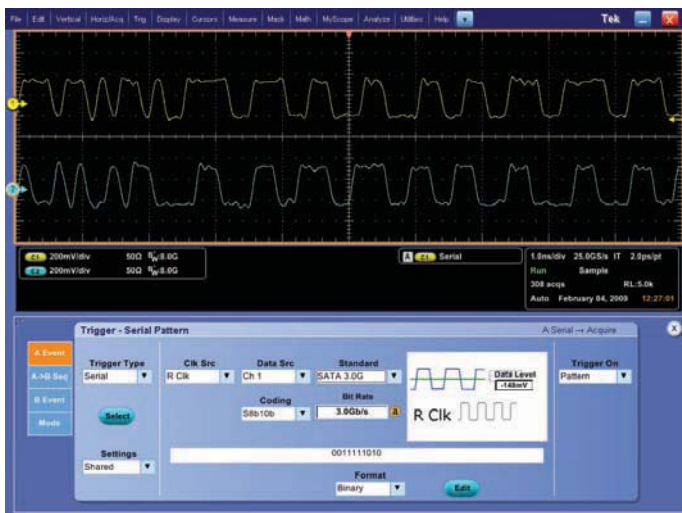 File Edit Vertical Horiz/Acq Trig Display Cursors Measure Mask Math MyScope Analyze Utilities Help Tek X
1
2
C1 200mV/div 50Ω BW:8.0G
C2 200mV/div 50Ω BW:8.0G
A C1 Serial
1.0ns/div 25.0GS/s IT 2.0ps/pt
Run Sample
308 acqs RL:5.0k
Auto February 04, 2009 12:27:01
Trigger - Serial Pattern
A:Serial → Acquire
X
A Event
A->B Seq
B Event
Mode
Trigger Type
Serial
Select
Settings
Shared
Clk Src
R Clk
Data Src
Ch 1
Standard
SATA 3.0G
Coding
S8b10b
Bit Rate
3.0Gb/s
a
Data Level
-148mV
R Clk
Trigger On
Pattern
0011111010
Format
Binary
Edit